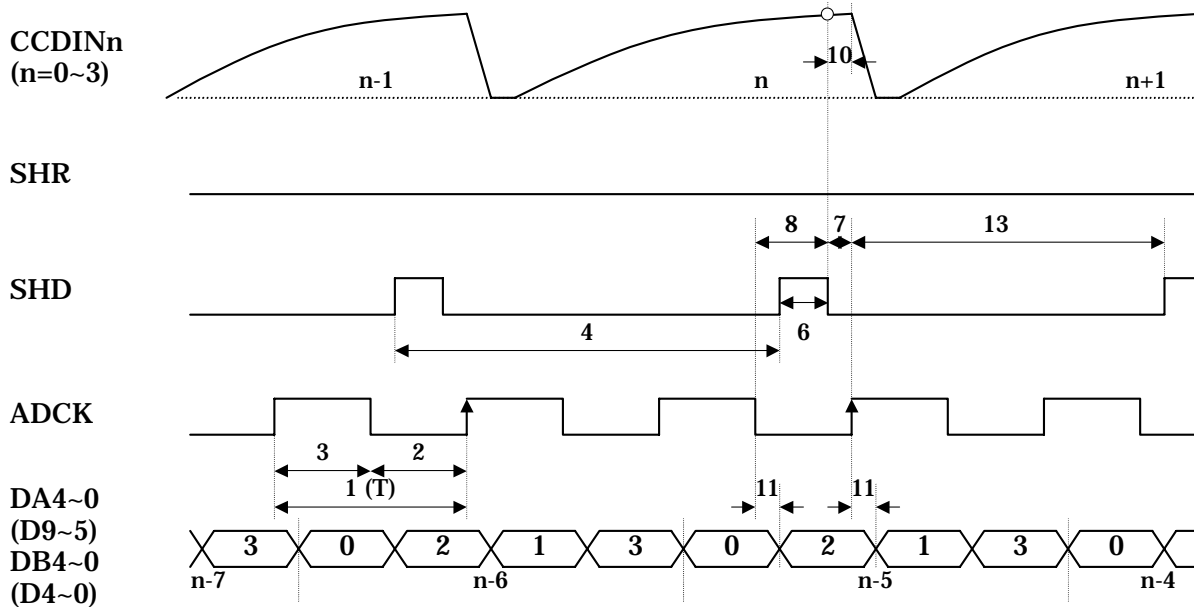 CCDINn
(n=0~3)
n-1
n
n+1
10
SHR
8
7
13
SHD
6
4
ADCK
3
2
1 (T)
11
11
DA4~0
(D9~5)
DB4~0
(D4~0)
3
0
2
1
3
0
2
1
3
0
n-7
n-6
n-5
n-4